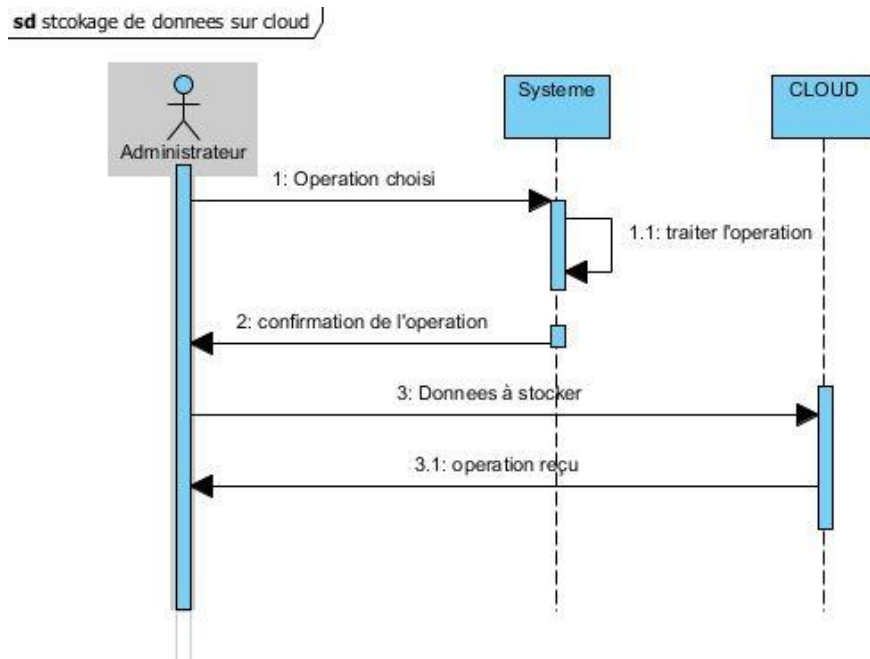 sd stcokage de donnees sur cloud
Administrateur
Systeme
CLOUD
1: Operation choisi
1.1: traiter l'operation
2: confirmation de l'operation
3: Donnees à stocker
3.1: operation reçu